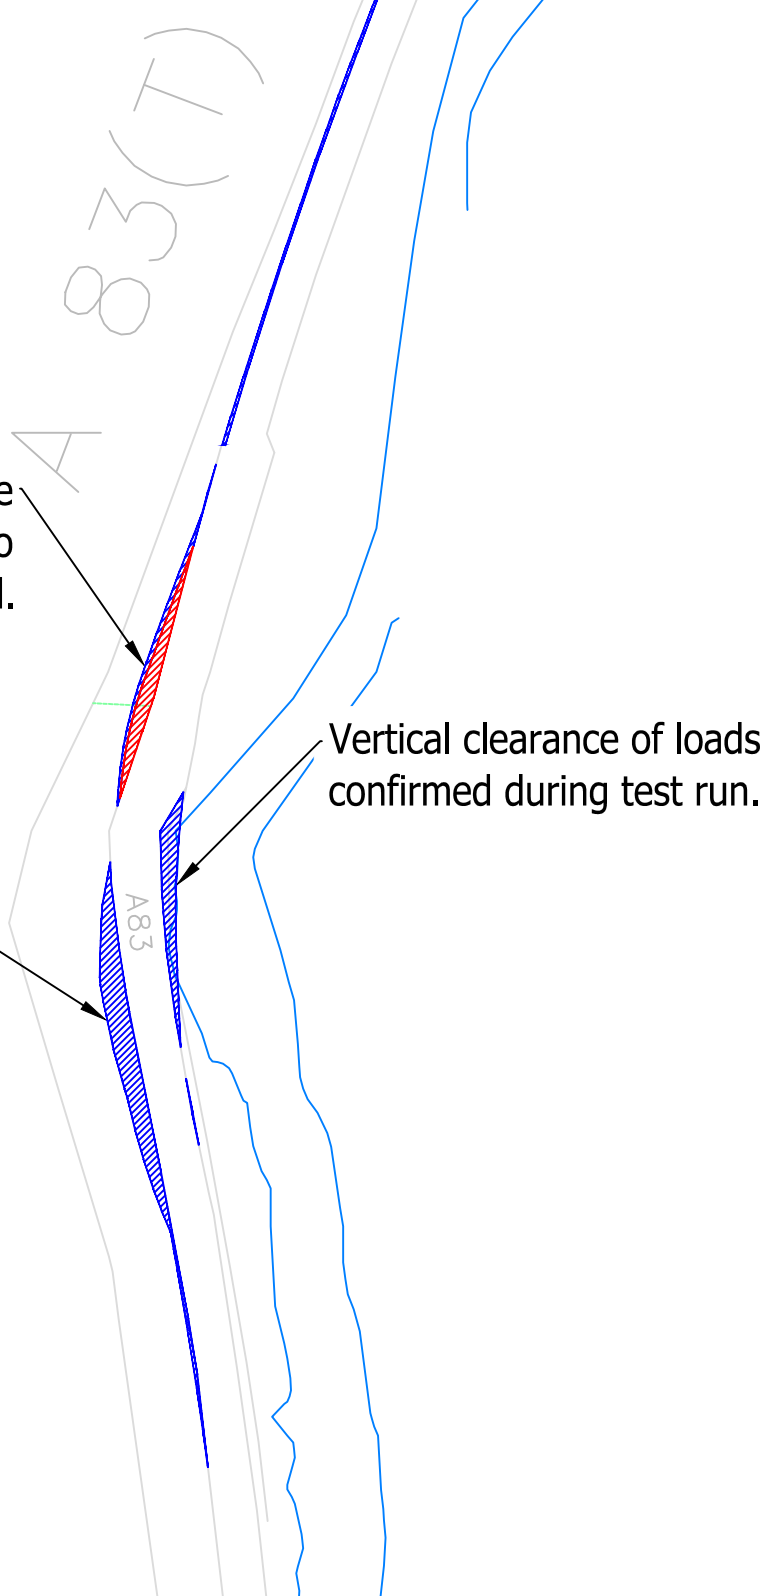 A 83(T)
Vertical clearance of loads
confirmed during test run.
A83